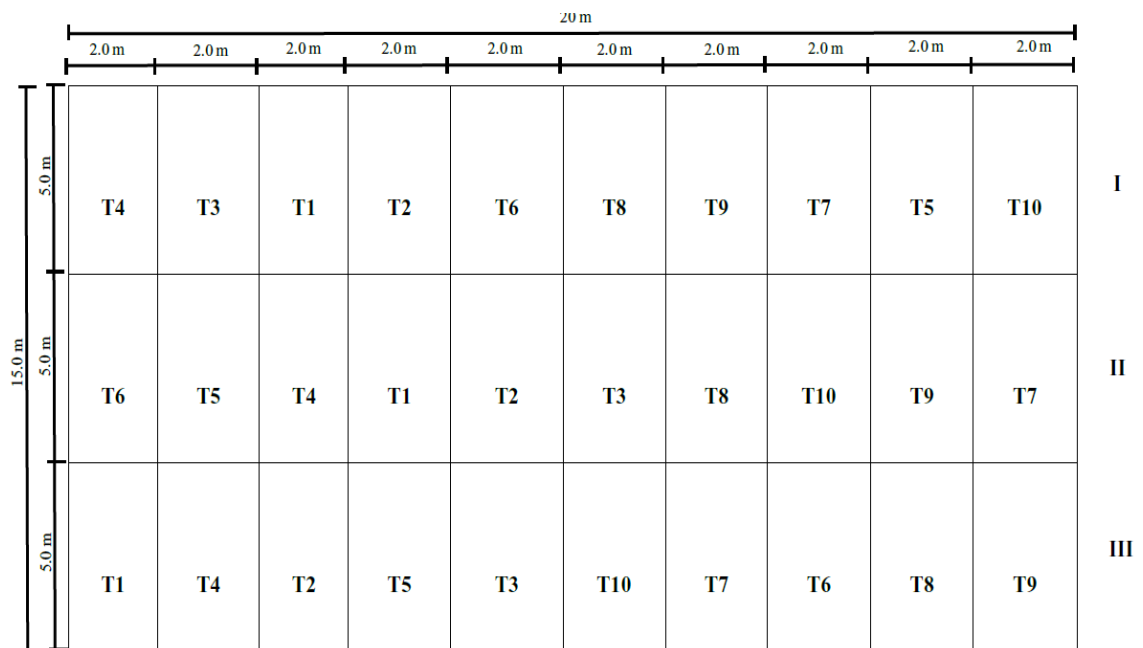 20 m
2.0 m 2.0 m 2.0 m 2.0 m 2.0 m 2.0 m 2.0 m 2.0 m 2.0 m 2.0 m
5.0 m
T4 T3 T1 T2 T6 T8 T9 T7 T5 T10
I
15.0 m
5.0 m
T6 T5 T4 T1 T2 T3 T8 T10 T9 T7
II
5.0 m
T1 T4 T2 T5 T3 T10 T7 T6 T8 T9
III